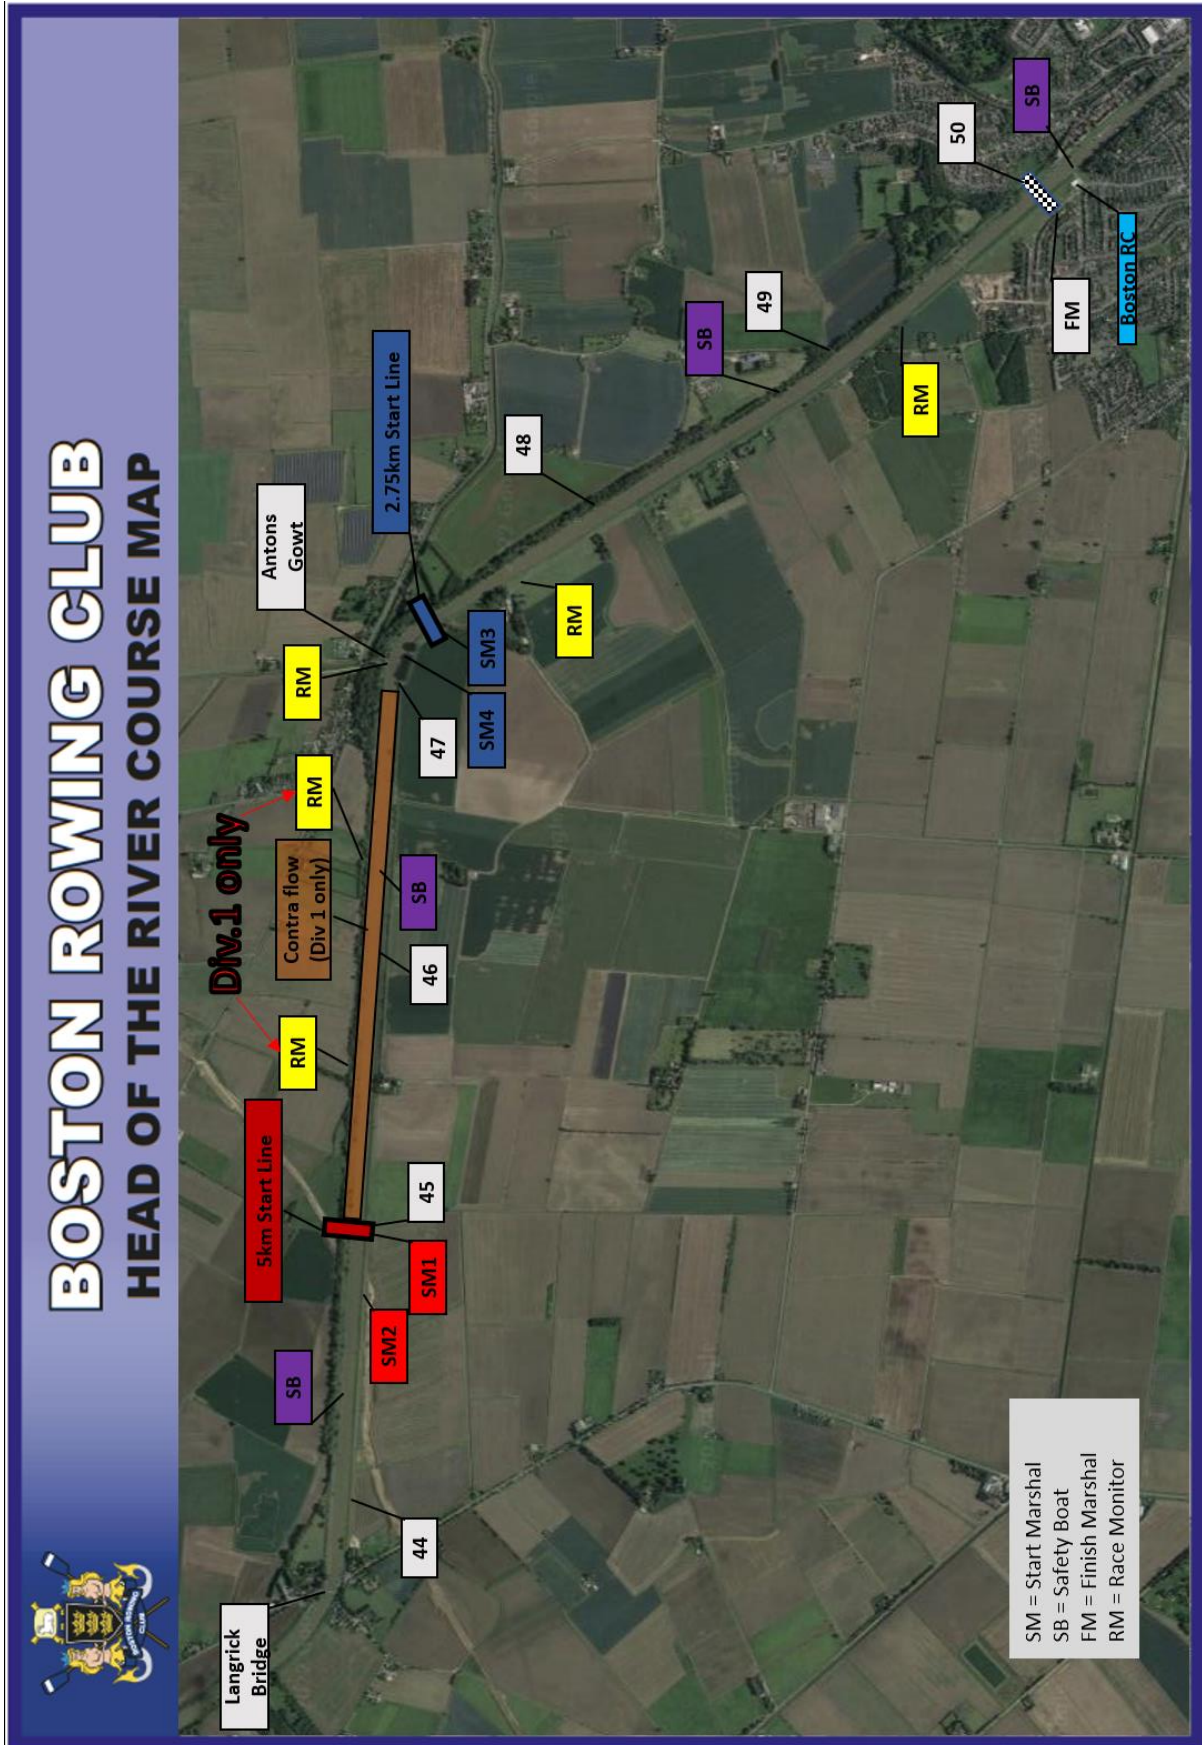 BOSTON ROWING CLUB
HEAD OF THE RIVER COURSE MAP
BOSTON ROWING
CLUB
Langrick
Bridge
44
SB
SM2
SM1
5km Start Line
45
RM
Div.1 only
46
Contra flow
(Div 1 only)
SB
RM
47
RM
SM4
SM3
Antons
Gowt
2.75km Start Line
RM
48
SB
49
RM
50
FM
SB
Boston RC
SM = Start Marshal
SB = Safety Boat
FM = Finish Marshal
RM = Race Monitor